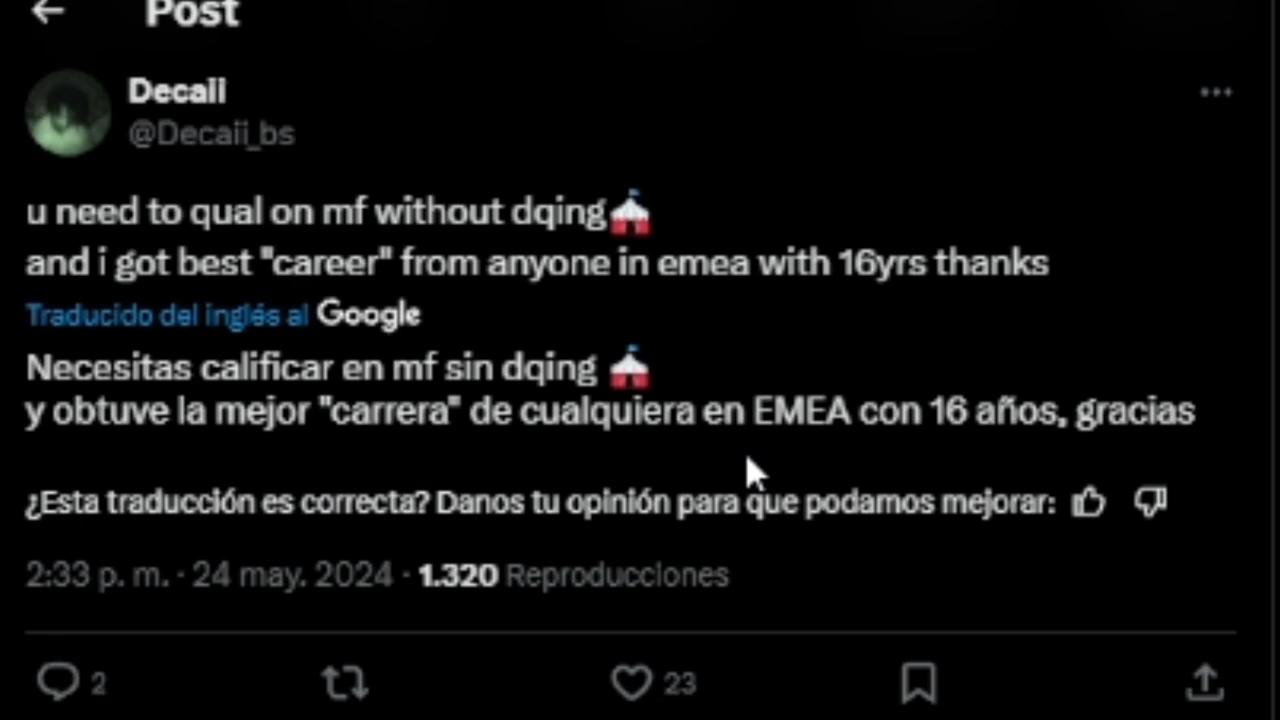 Post
Decaii
@Decaii_bs
u need to qual on mf without dqing🎪
and i got best "career" from anyone in emea with 16yrs thanks
Traducido del inglés al Google
Necesitas calificar en mf sin dqing 🎪
y obtuve la mejor "carrera" de cualquiera en EMEA con 16 años, gracias
¿Esta traducción es correcta? Danos tu opinión para que podamos mejorar:
2:33 p. m. · 24 may. 2024 · 1.320 Reproducciones
2 23